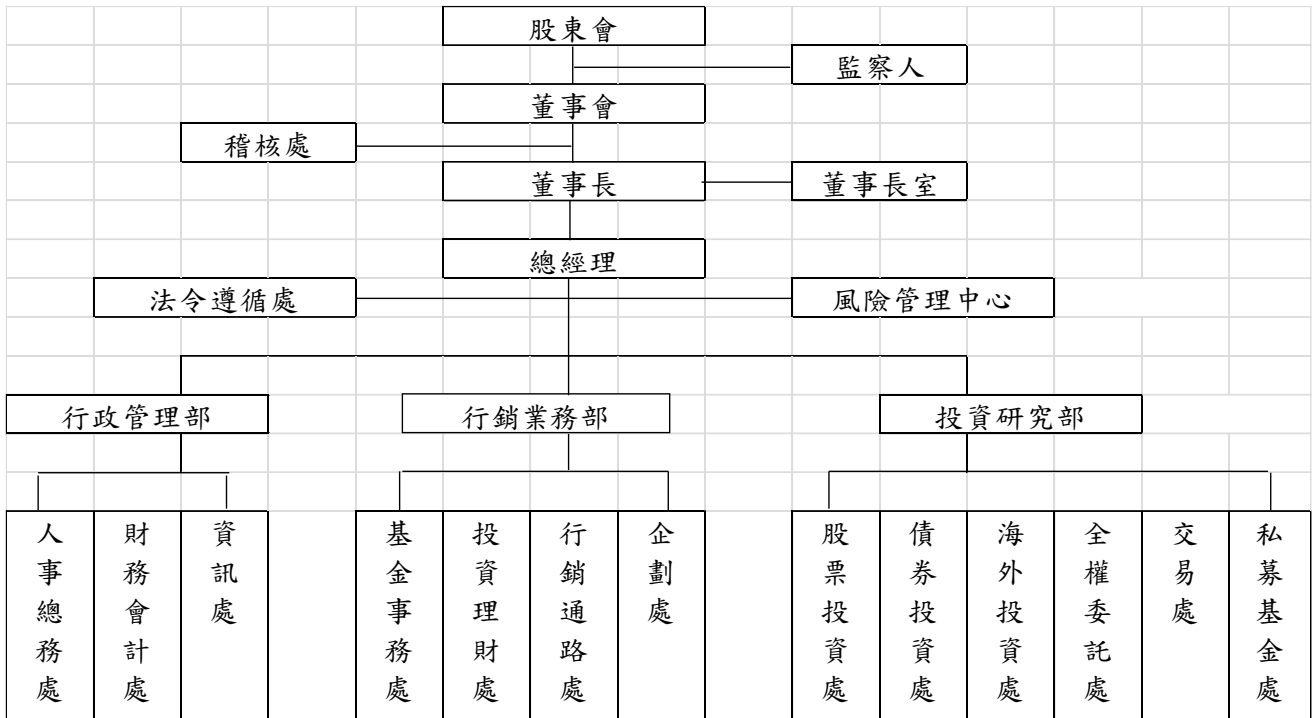 股東會
監察人
董事會
稽核處
董事長
董事長室
總經理
法令遵循處
風險管理中心
行政管理部
行銷業務部
投資研究部
人事總務處
財務會計處
資訊處
基金事務處
投資理財處
行銷通路處
企劃處
股票投資處
債券投資處
海外投資處
全權委託處
交易處
私募基金處